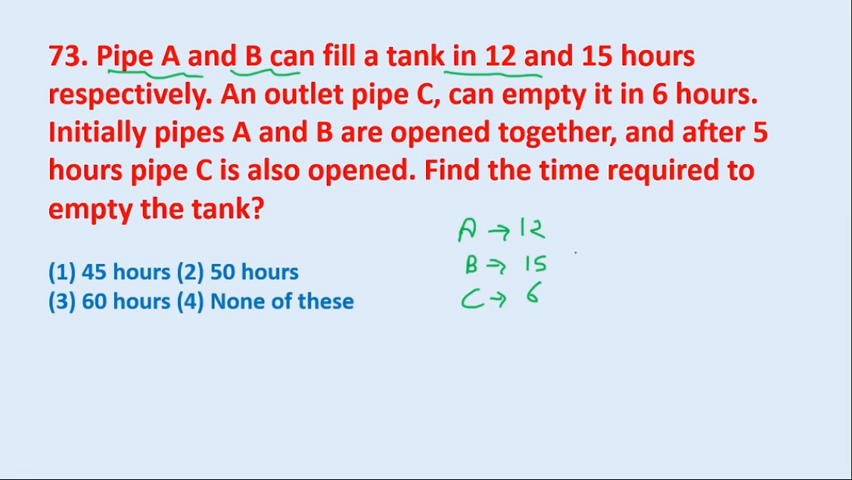 73. Pipe A and B can fill a tank in 12 and 15 hours
respectively. An outlet pipe C, can empty it in 6 hours.
Initially pipes A and B are opened together, and after 5
hours pipe C is also opened. Find the time required to
empty the tank?
A → 12
B → 15
C → 6
(1) 45 hours (2) 50 hours
(3) 60 hours (4) None of these